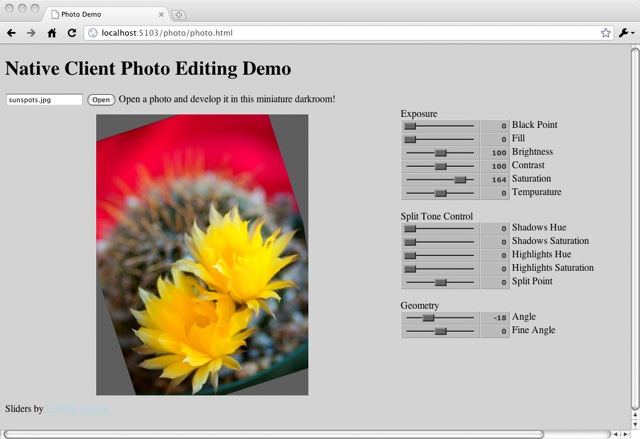 Photo Demo
localhost:5103/photo/photo.html
Native Client Photo Editing Demo
sunspots.jpg Open Open a photo and develop it in this miniature darkroom!
Exposure
0 Black Point
0 Fill
100 Brightness
100 Contrast
164 Saturation
0 Tempurature
Split Tone Control
0 Shadows Hue
0 Shadows Saturation
0 Highlights Hue
0 Highlights Saturation
0 Split Point
Geometry
-18 Angle
0 Fine Angle
Sliders by